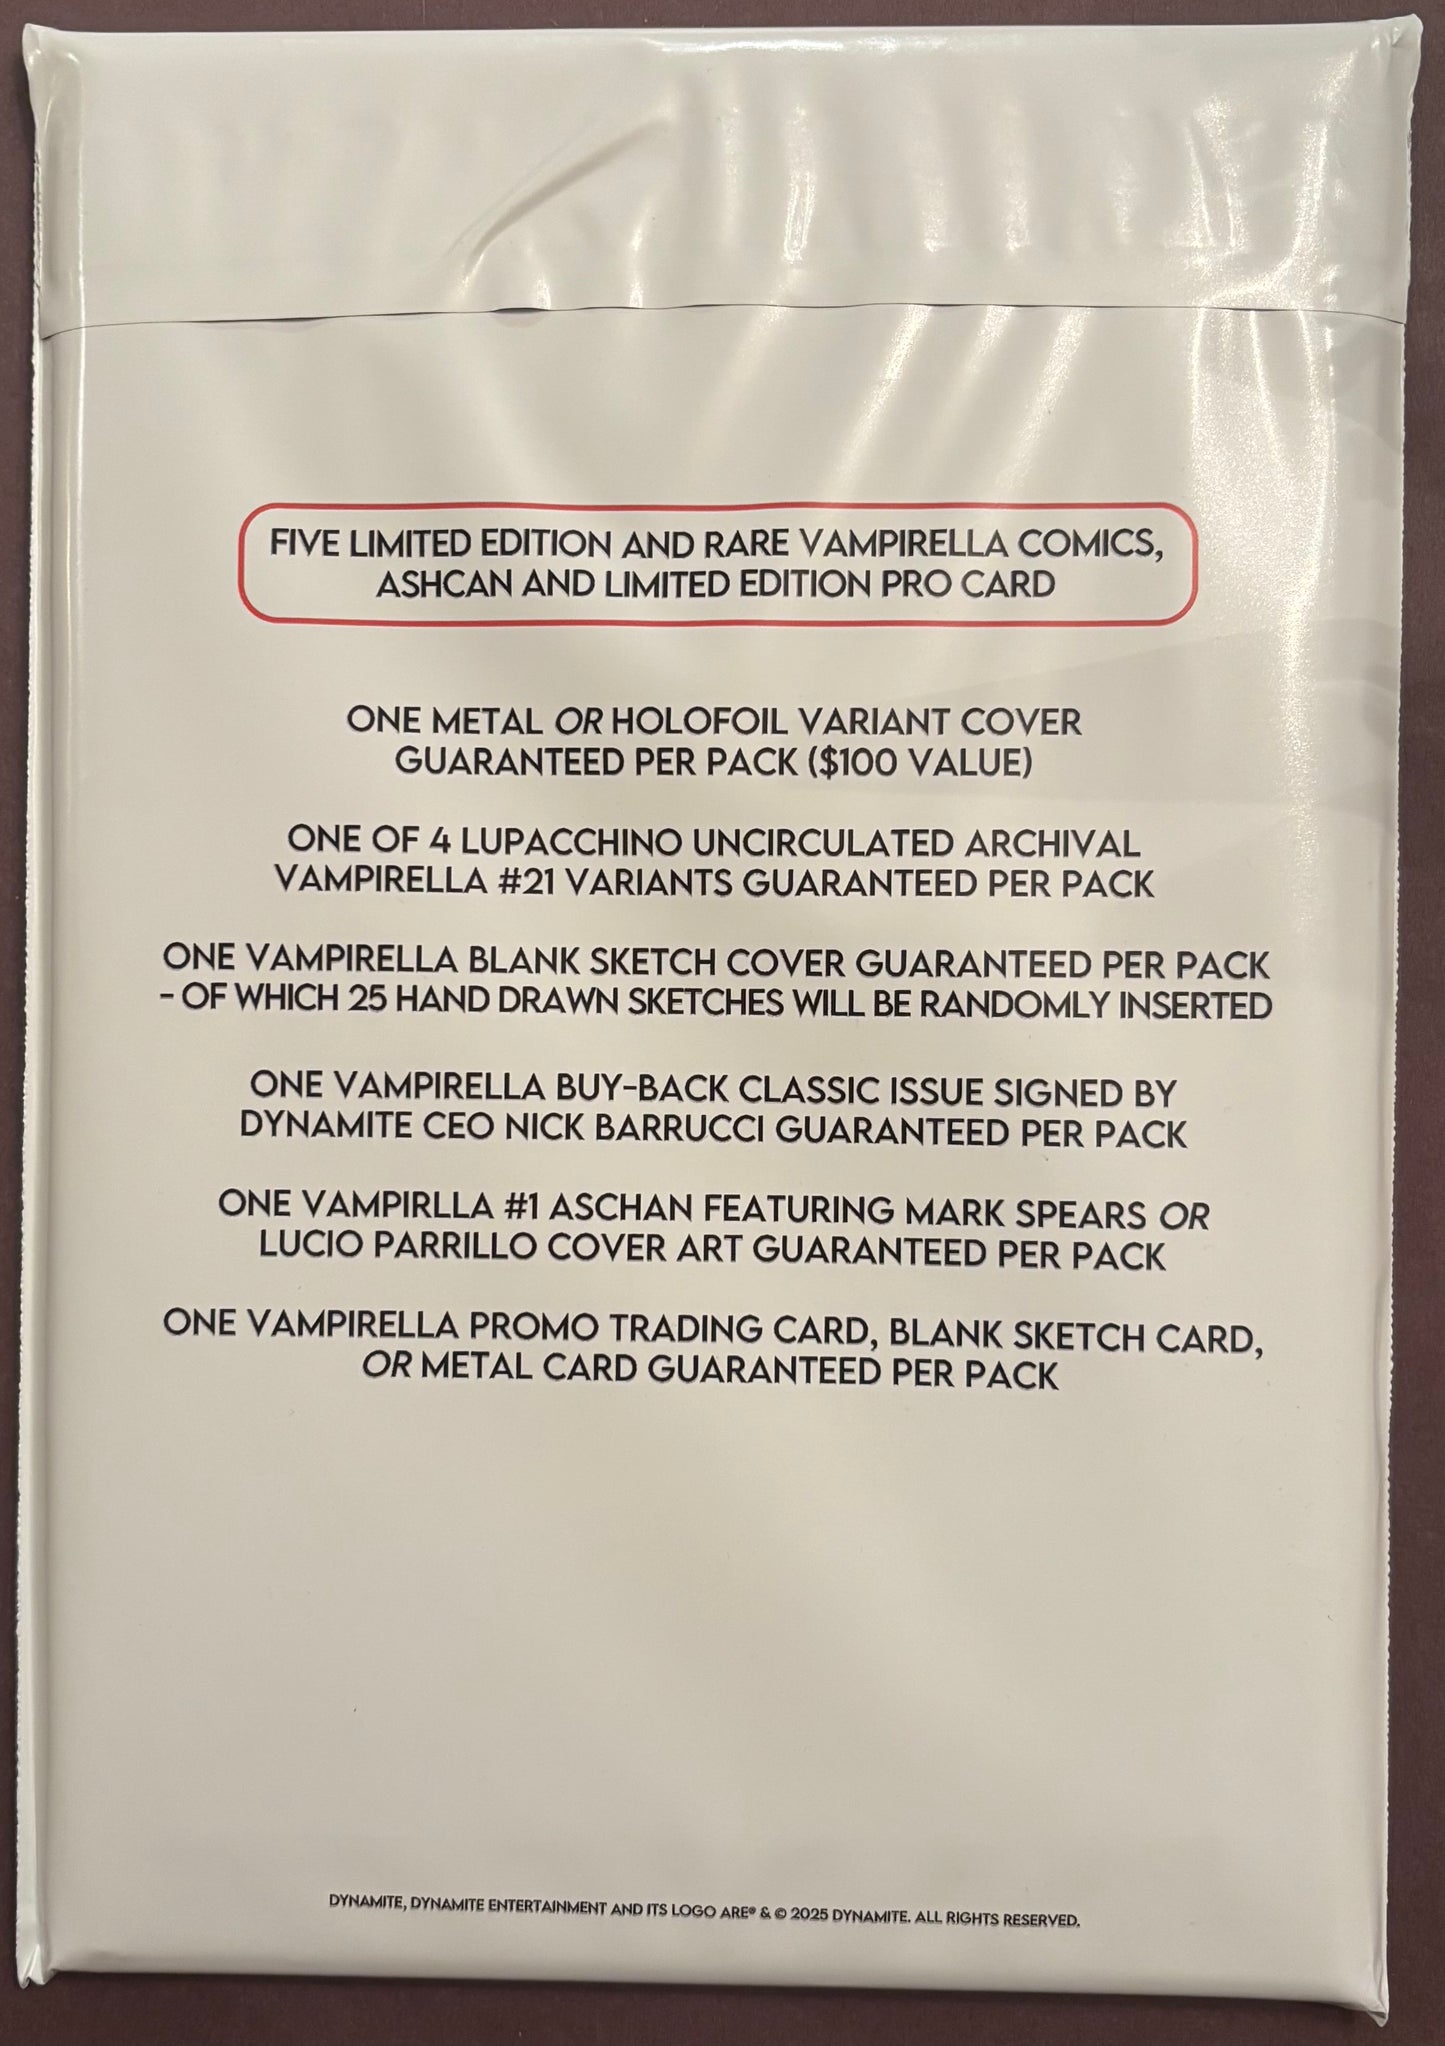 FIVE LIMITED EDITION AND RARE VAMPIRELLA COMICS,
ASHCAN AND LIMITED EDITION PRO CARD
ONE METAL OR HOLOFOIL VARIANT COVER
GUARANTEED PER PACK ($100 VALUE)
ONE OF 4 LUPACCHINO UNCIRCULATED ARCHIVAL
VAMPIRELLA #21 VARIANTS GUARANTEED PER PACK
ONE VAMPIRELLA BLANK SKETCH COVER GUARANTEED PER PACK
- OF WHICH 25 HAND DRAWN SKETCHES WILL BE RANDOMLY INSERTED
ONE VAMPIRELLA BUY-BACK CLASSIC ISSUE SIGNED BY
DYNAMITE CEO NICK BARRUCCI GUARANTEED PER PACK
ONE VAMPIRLLA #1 ASCHAN FEATURING MARK SPEARS OR
LUCIO PARRILLO COVER ART GUARANTEED PER PACK
ONE VAMPIRELLA PROMO TRADING CARD, BLANK SKETCH CARD,
OR METAL CARD GUARANTEED PER PACK
DYNAMITE, DYNAMITE ENTERTAINMENT AND ITS LOGO ARE® & © 2025 DYNAMITE. ALL RIGHTS RESERVED.